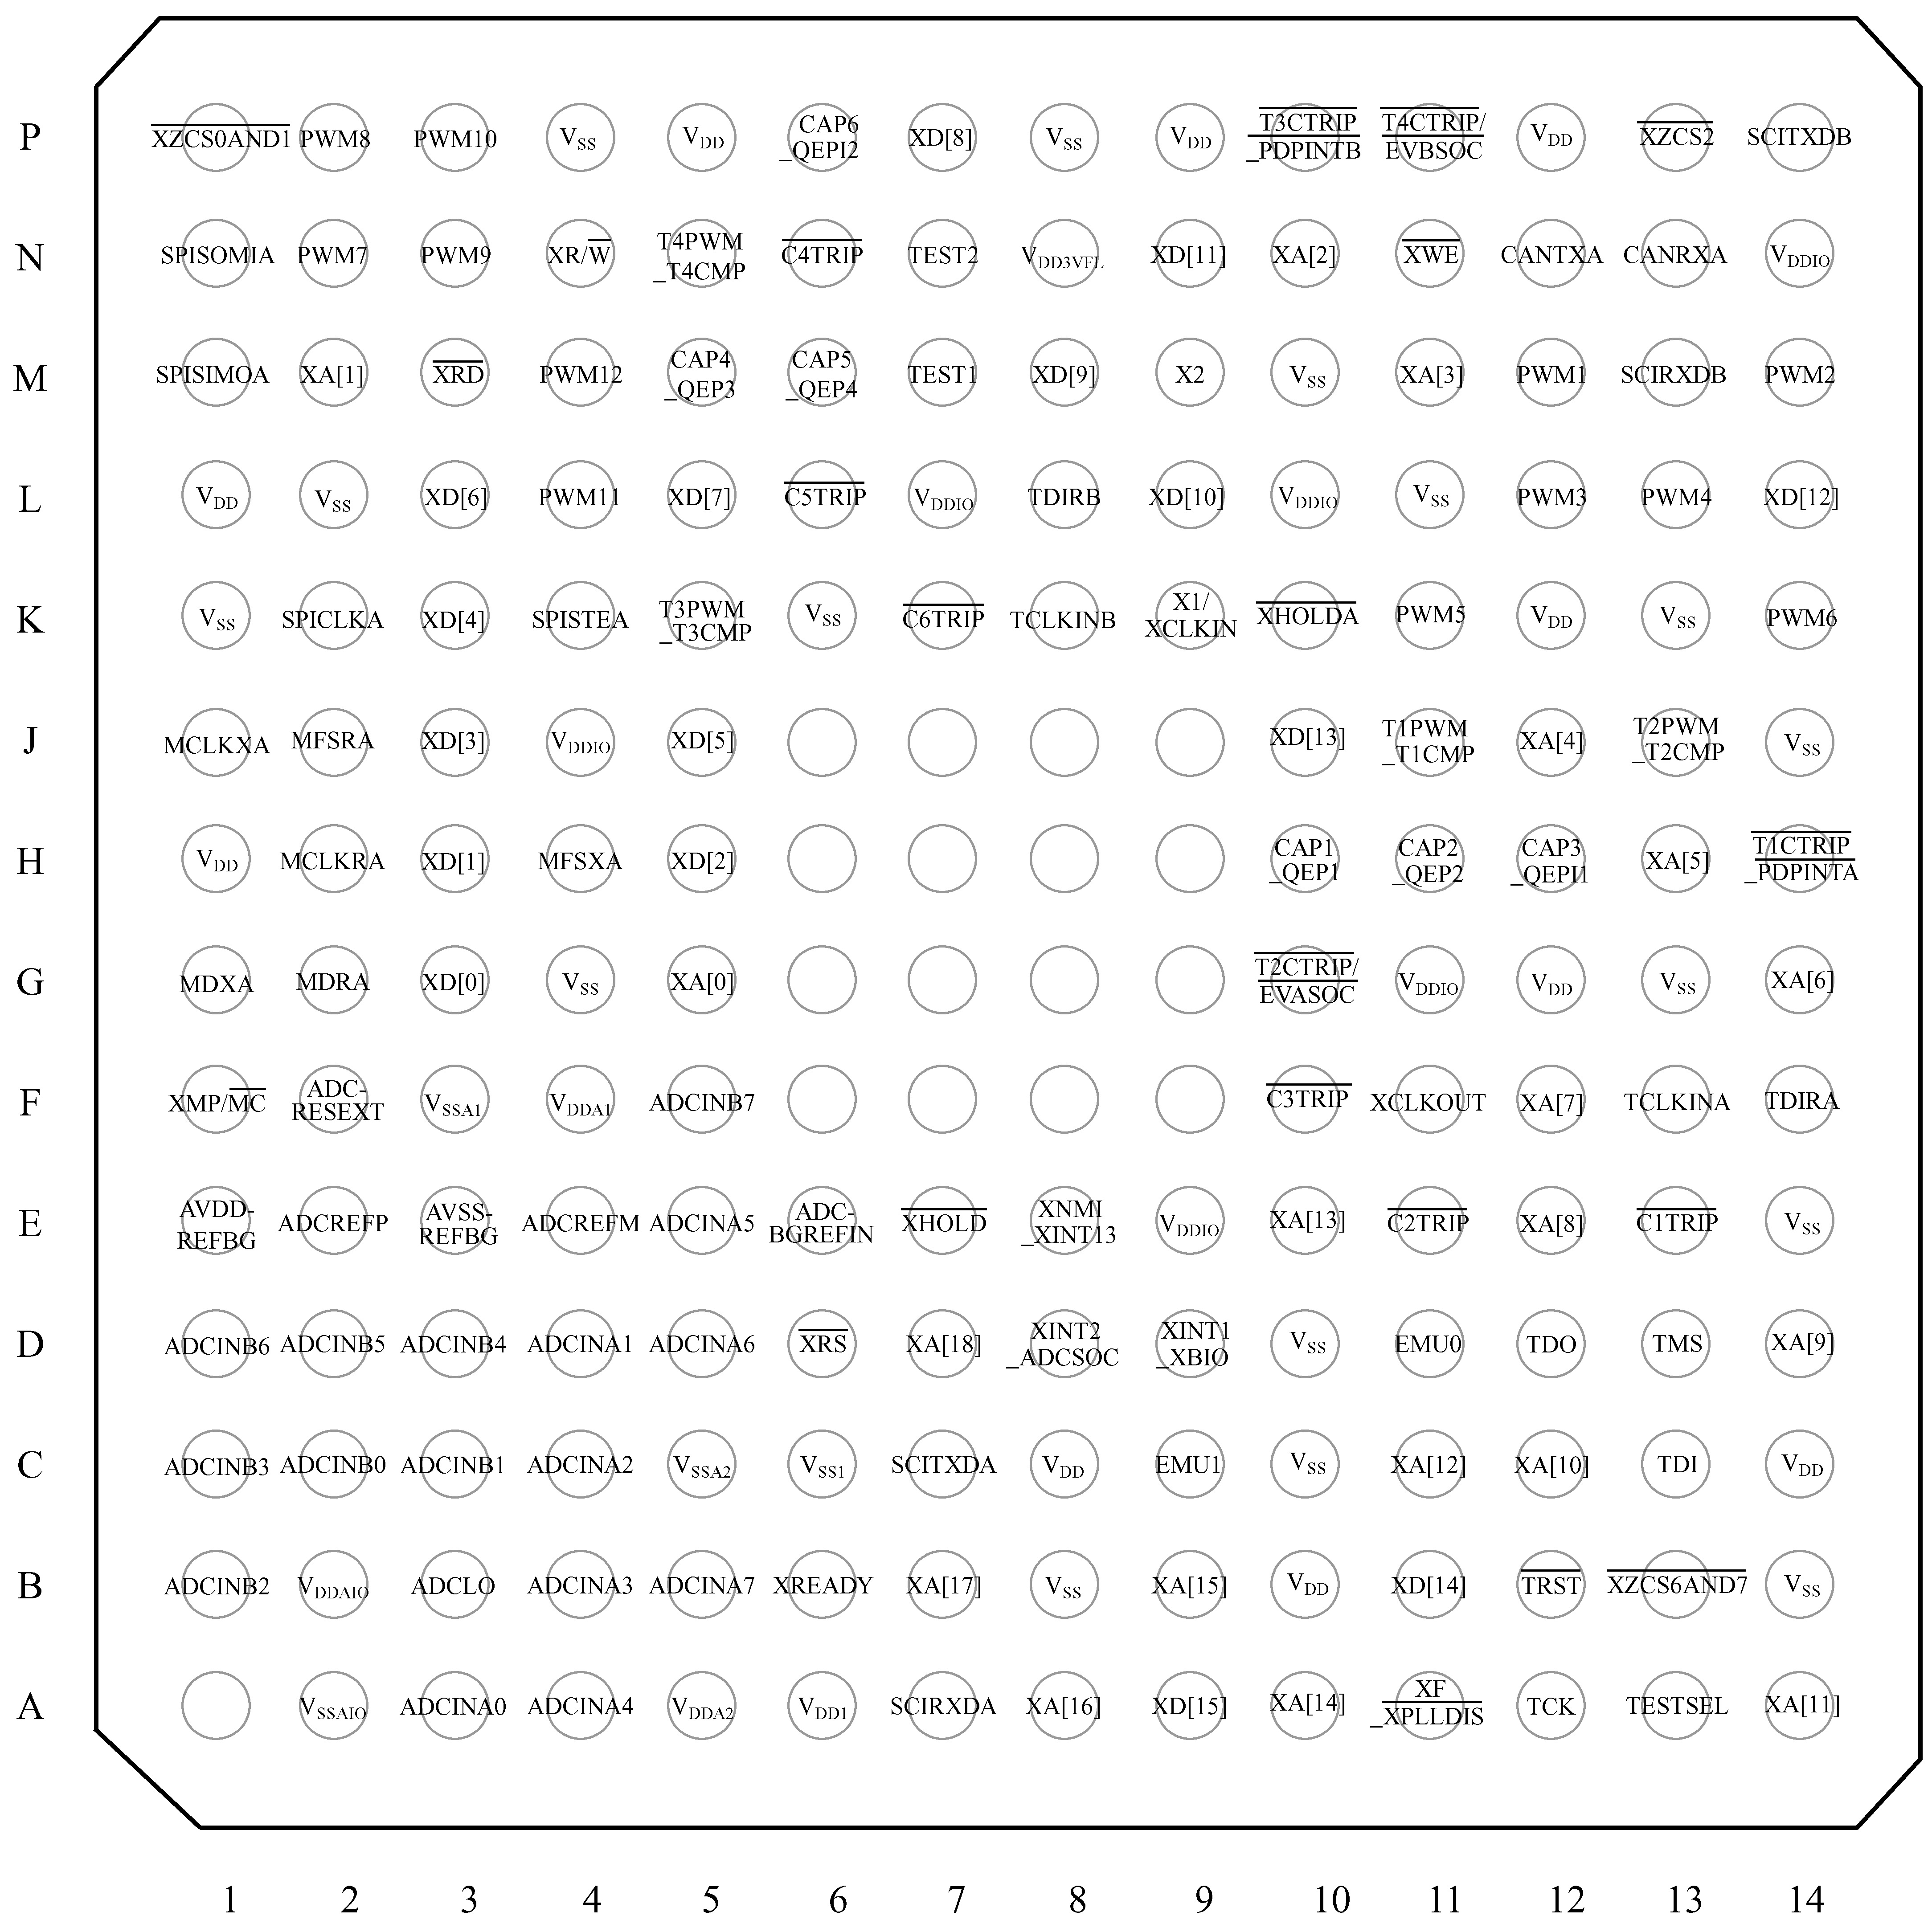 P XZCS0AND1 PWM8 PWM10 VSS VDD CAP6 _QEPI2 XD[8] VSS VDD T3CTRIP _PDPINTB T4CTRIP/ EVBSOC VDD XZCS2 SCITXDB
N SPISOMIA PWM7 PWM9 XR/W T4PWM _T4CMP C4TRIP TEST2 VDD3VFL XD[11] XA[2] XWE CANTXA CANRXA VDDIO
M SPISIMOA XA[1] XRD PWM12 CAP4 _QEP3 CAP5 _QEP4 TEST1 XD[9] X2 VSS XA[3] PWM1 SCIRXDB PWM2
L VDD VSS XD[6] PWM11 XD[7] C5TRIP VDDIO TDIRB XD[10] VDDIO VSS PWM3 PWM4 XD[12]
K VSS SPICLKA XD[4] SPISTEA T3PWM _T3CMP VSS C6TRIP TCLKINB X1/ XCLKIN XHOLDA PWM5 VDD VSS PWM6
J MCLKXA MFSRA XD[3] VDDIO XD[5] XD[13] T1PWM _T1CMP XA[4] T2PWM _T2CMP VSS
H VDD MCLKRA XD[1] MFSXA XD[2] CAP1 _QEP1 CAP2 _QEP2 CAP3 _QEPI1 XA[5] T1CTRIP _PDPINTA
G MDXA MDRA XD[0] VSS XA[0] T2CTRIP/ EVASOC VDDIO VDD VSS XA[6]
F XMP/MC ADC- RESEXT VSSA1 VDDA1 ADCINB7 C3TRIP XCLKOUT XA[7] TCLKINA TDIRA
E AVDD- REFBG ADCREFP AVSS- REFBG ADCREFM ADCINA5 ADC- BGREFIN XHOLD XNMI _XINT13 VDDIO XA[13] C2TRIP XA[8] C1TRIP VSS
D ADCINB6 ADCINB5 ADCINB4 ADCINA1 ADCINA6 XRS XA[18] XINT2 _ADCSOC XINT1 _XBIO VSS EMU0 TDO TMS XA[9]
C ADCINB3 ADCINB0 ADCINB1 ADCINA2 VSSA2 VSS1 SCITXDA VDD EMU1 VSS XA[12] XA[10] TDI VDD
B ADCINB2 VDDAIO ADCLO ADCINA3 ADCINA7 XREADY XA[17] VSS XA[15] VDD XD[14] TRST XZCS6AND7 VSS
A VSSAIO ADCINA0 ADCINA4 VDDA2 VDD1 SCIRXDA XA[16] XD[15] XA[14] XF _XPLLDIS TCK TESTSEL XA[11]
1 2 3 4 5 6 7 8 9 10 11 12 13 14